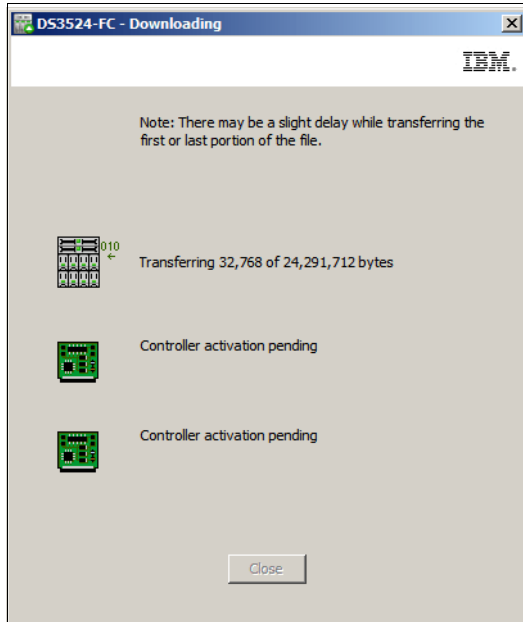 DS3524-FC - Downloading
IBM.
Note: There may be a slight delay while transferring the
first or last portion of the file.
010
Transferring 32,768 of 24,291,712 bytes
Controller activation pending
Controller activation pending
Close